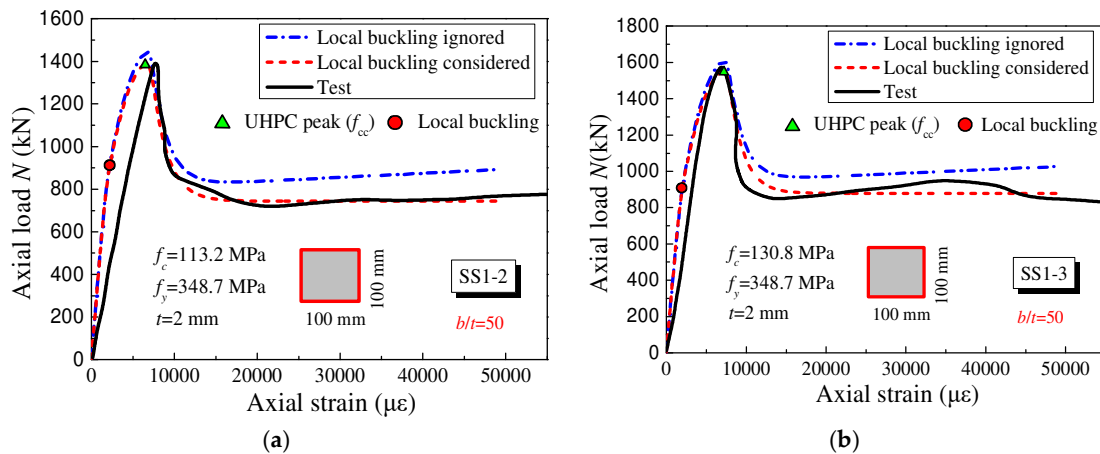 1600
1400
1200
1000
800
600
400
200
0
Axial load N (kN)
Local buckling ignored
Local buckling considered
Test
UHPC peak (fcc)
Local buckling
fc=113.2 MPa
fy=348.7 MPa
t=2 mm
100 mm
100 mm
SS1-2
b/t=50
0 10000 20000 30000 40000 50000
Axial strain (με)
(a)
1800
1600
1400
1200
1000
800
600
400
200
0
Axial load N(kN)
Local buckling ignored
Local buckling considered
Test
UHPC peak (fcc)
Local buckling
fc=130.8 MPa
fy=348.7 MPa
t=2 mm
100 mm
100 mm
SS1-3
b/t=50
0 10000 20000 30000 40000 50000
Axial strain (με)
(b)